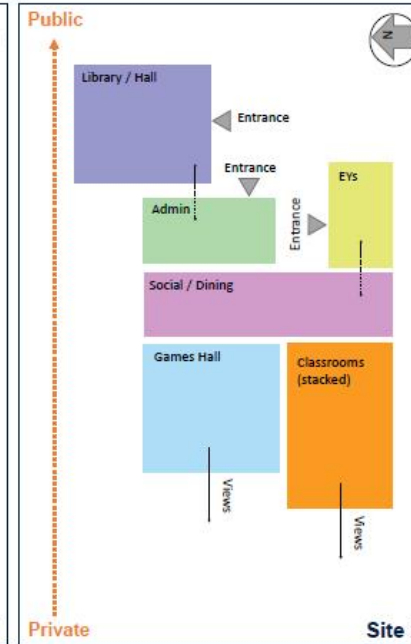 Public
N
Library / Hall
Entrance
Entrance
EYs
Admin
Entrance
Social / Dining
Games Hall
Classrooms
(stacked)
Views
Views
Private
Site